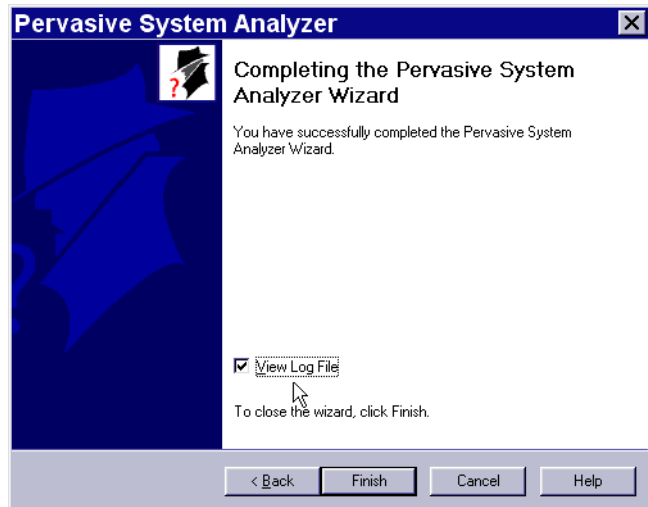 Pervasive System Analyzer
?
Completing the Pervasive System
Analyzer Wizard
You have successfully completed the Pervasive System
Analyzer Wizard.
View Log File
To close the wizard, click Finish.
< Back Finish Cancel Help